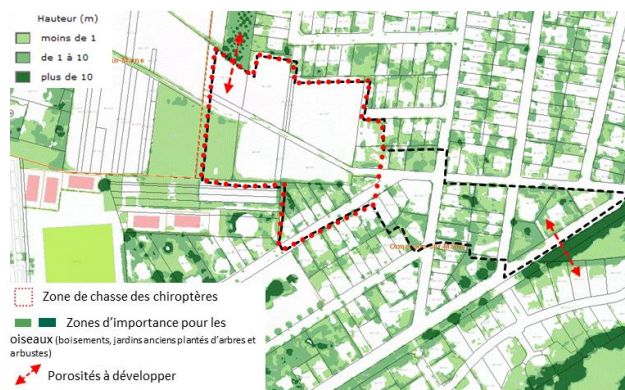 Hauteur (m)
moins de 1
de 1 à 10
plus de 10
Zone de chasse des chiroptères
Zones d'importance pour les
oiseaux (boisements, jardins anciens plantés d'arbres et
arbustes)
Porosités à développer